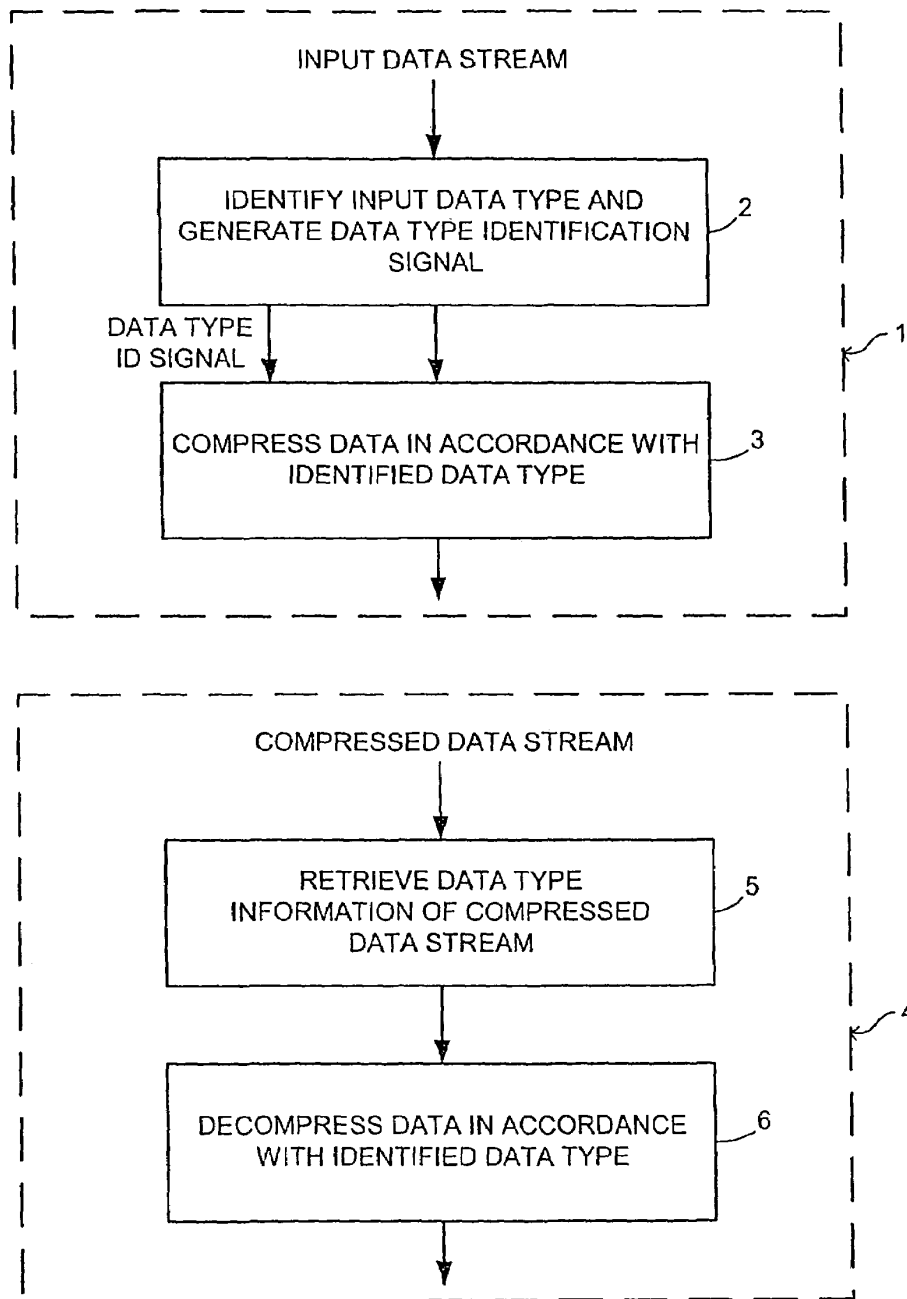 INPUT DATA STREAM
IDENTIFY INPUT DATA TYPE AND
GENERATE DATA TYPE IDENTIFICATION
SIGNAL
2
DATA TYPE
ID SIGNAL
1
COMPRESS DATA IN ACCORDANCE WITH
IDENTIFIED DATA TYPE
3
COMPRESSED DATA STREAM
RETRIEVE DATA TYPE
INFORMATION OF COMPRESSED
DATA STREAM
5
4
DECOMPRESS DATA IN ACCORDANCE
WITH IDENTIFIED DATA TYPE
6